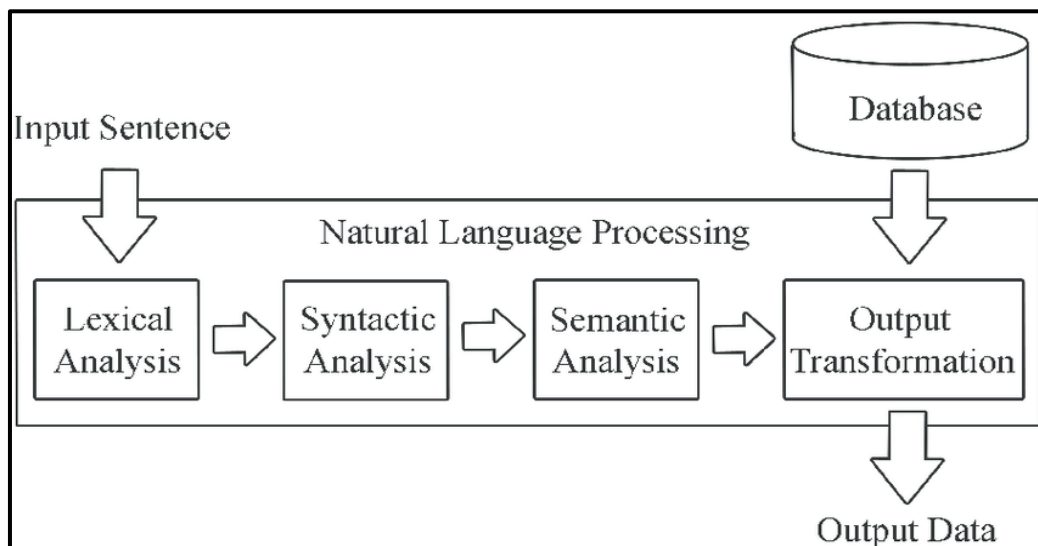 Database
Input Sentence
Natural Language Processing
Lexical
Analysis
Syntactic
Analysis
Semantic
Analysis
Output
Transformation
Output Data